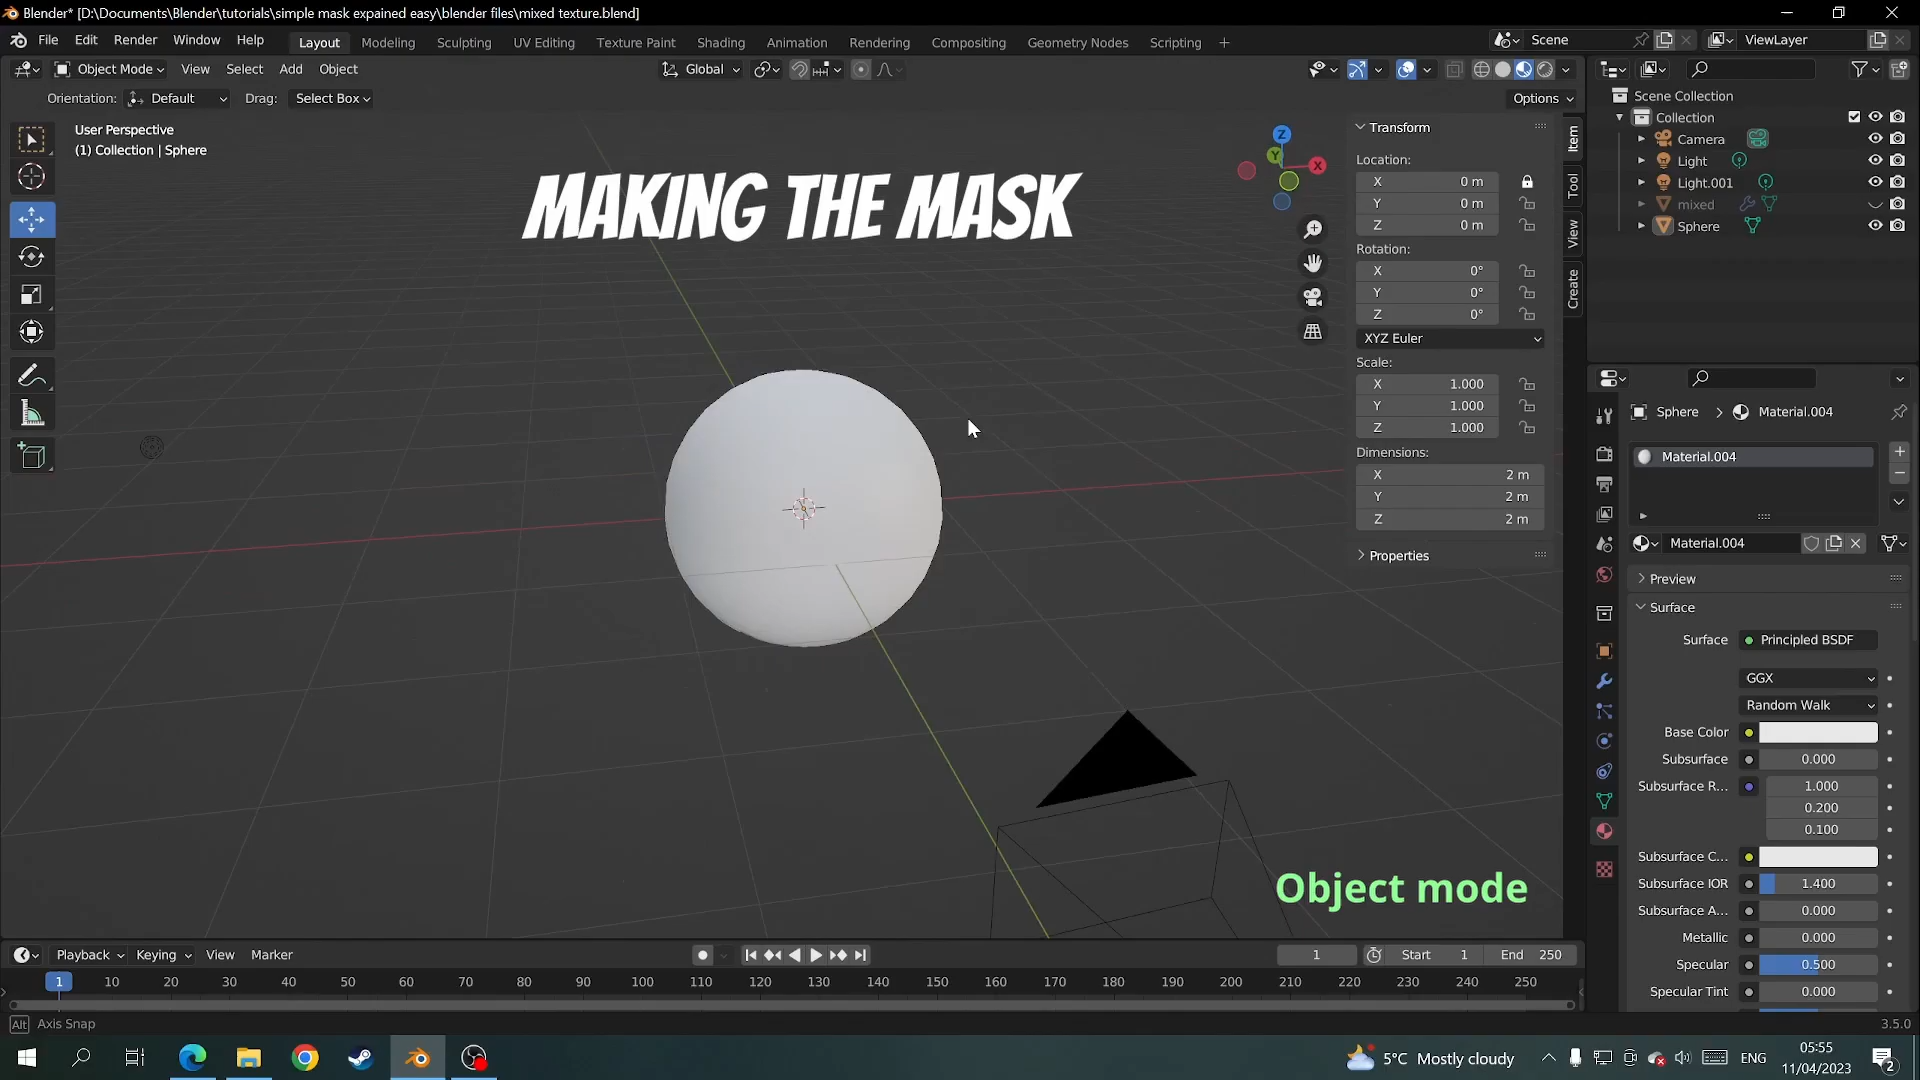 Blender* [D:\Documents\Blender\tutorials\simple mask expained easy\blender files\mixed texture.blend]
File Edit Render Window Help Layout Modeling Sculpting UV Editing Texture Paint Shading Animation Rendering Compositing Geometry Nodes Scripting + Scene ViewLayer
Object Mode View Select Add Object Global
Orientation: Default Drag: Select Box Options
User Perspective
(1) Collection | Sphere
MAKING THE MASK
Z
Y
X
Transform
Location:
X 0 m
Y 0 m
Z 0 m
Rotation:
X 0°
Y 0°
Z 0°
XYZ Euler
Scale:
X 1.000
Y 1.000
Z 1.000
Dimensions:
X 2 m
Y 2 m
Z 2 m
Properties
Item
Tool
View
Create
Scene Collection
Collection
Camera
Light
Light.001
mixed
Sphere
Sphere > Material.004
Material.004
Material.004
Preview
Surface
Surface Principled BSDF
GGX
Random Walk
Base Color
Subsurface 0.000
Subsurface R... 1.000
0.200
0.100
Subsurface C...
Subsurface IOR 1.400
Subsurface A... 0.000
Metallic 0.000
Specular 0.500
Specular Tint 0.000
Object mode
Playback Keying View Marker 1 Start 1 End 250
1 10 20 30 40 50 60 70 80 90 100 110 120 130 140 150 160 170 180 190 200 210 220 230 240 250
Alt Axis Snap 3.5.0
5°C Mostly cloudy ENG 05:55
11/04/2023 2